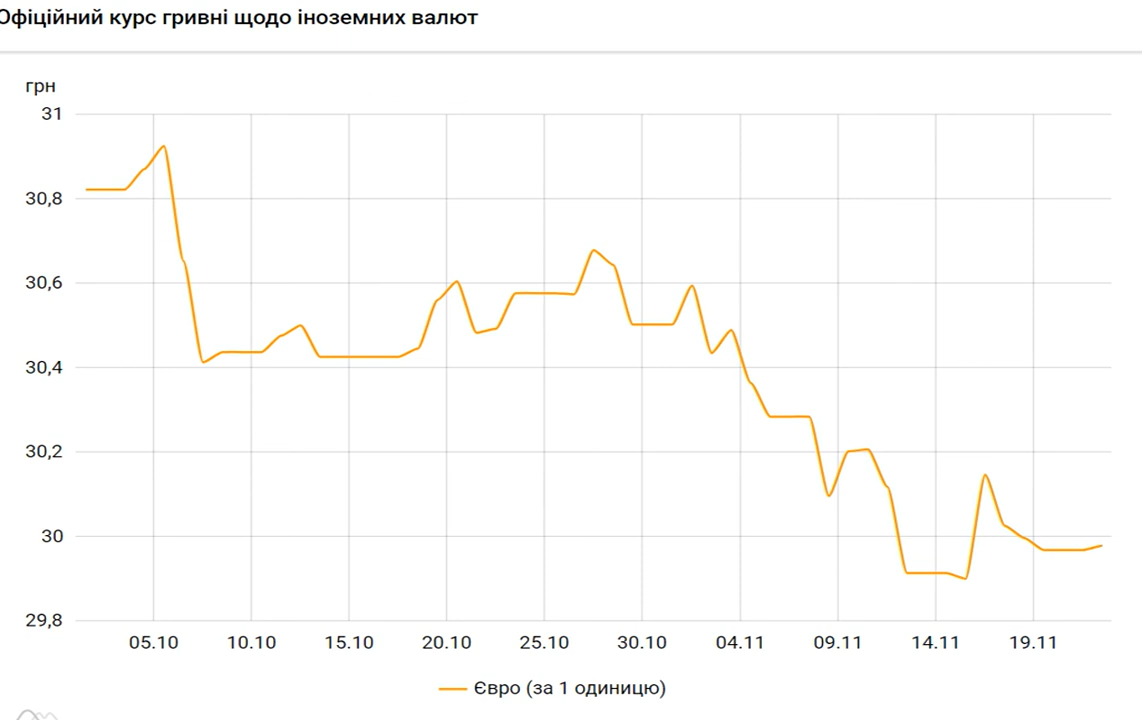 Офіційний курс гривні щодо іноземних валют
грн
31
30,8
30,6
30,4
30,2
30
29,8
05.10 10.10 15.10 20.10 25.10 30.10 04.11 09.11 14.11 19.11
Євро (за 1 одиницю)